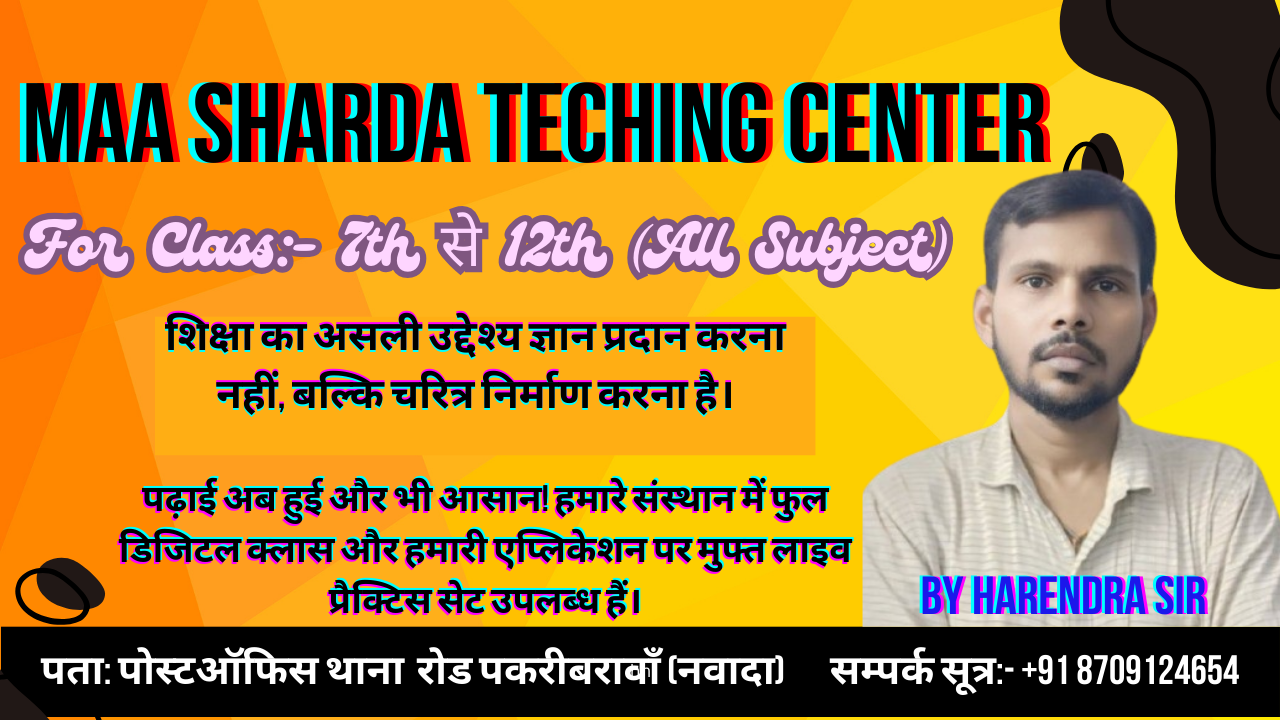 MAA SHARDA TECHING CENTER
For Class:- 7th से 12th (All Subject)
शिक्षा का असली उद्देश्य ज्ञान प्रदान करना
नहीं, बल्कि चरित्र निर्माण करना है।
पढ़ाई अब हुई और भी आसान! हमारे संस्थान में फुल
डिजिटल क्लास और हमारी एप्लिकेशन पर मुफ्त लाइव
प्रैक्टिस सेट उपलब्ध हैं।
BY HARENDRA SIR
पता: पोस्टऑफिस थाना रोड पकरीबरावाँ (नवादा) सम्पर्क सूत्र:- +91 8709124654